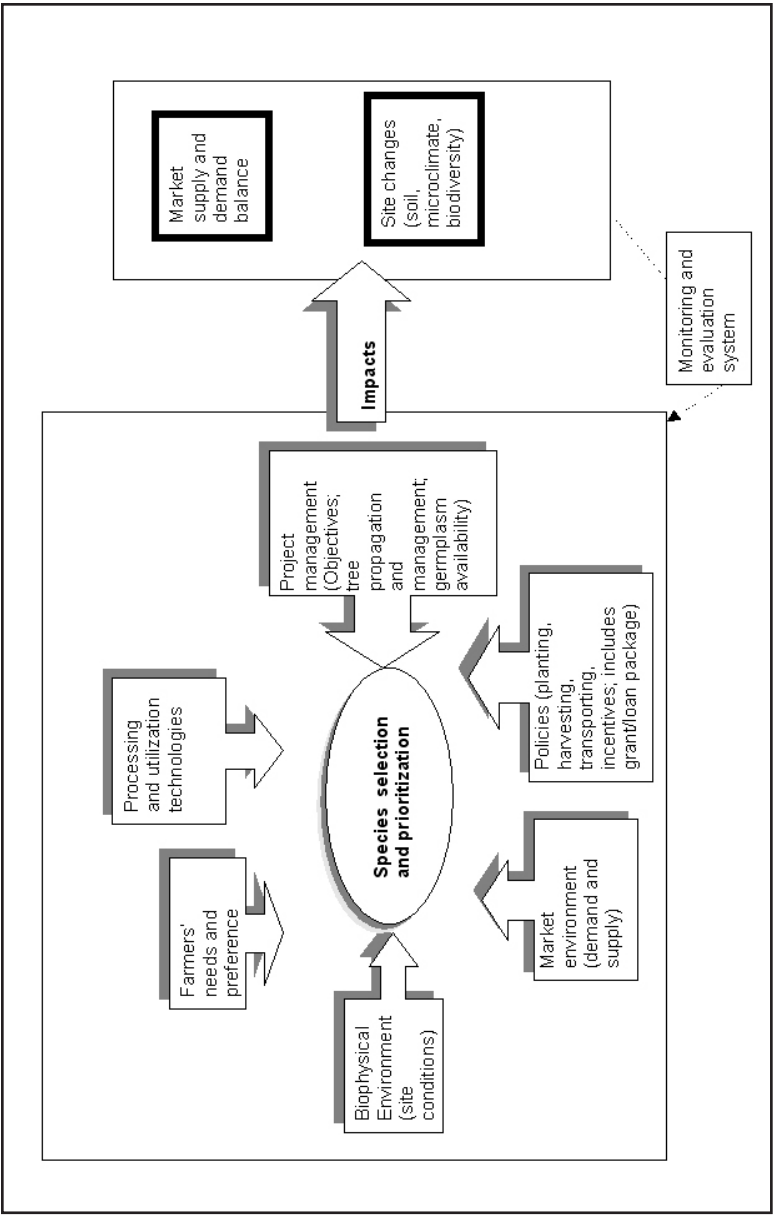 Farmers'
needs and
preference
Processing
and utilization
technologies
Biophysical
Environment
(site
conditions)
Species selection
and prioritization
Project
management
(Objectives;
tree
propagation
and
management;
germplasm
availability)
Market
environment
(demand and
supply)
Policies (planting,
harvesting,
transporting,
incentives; includes
grant/loan package)
Impacts
Market
supply and
demand
balance
Site changes
(soil,
microclimate,
biodiversity)
Monitoring and
evaluation
system